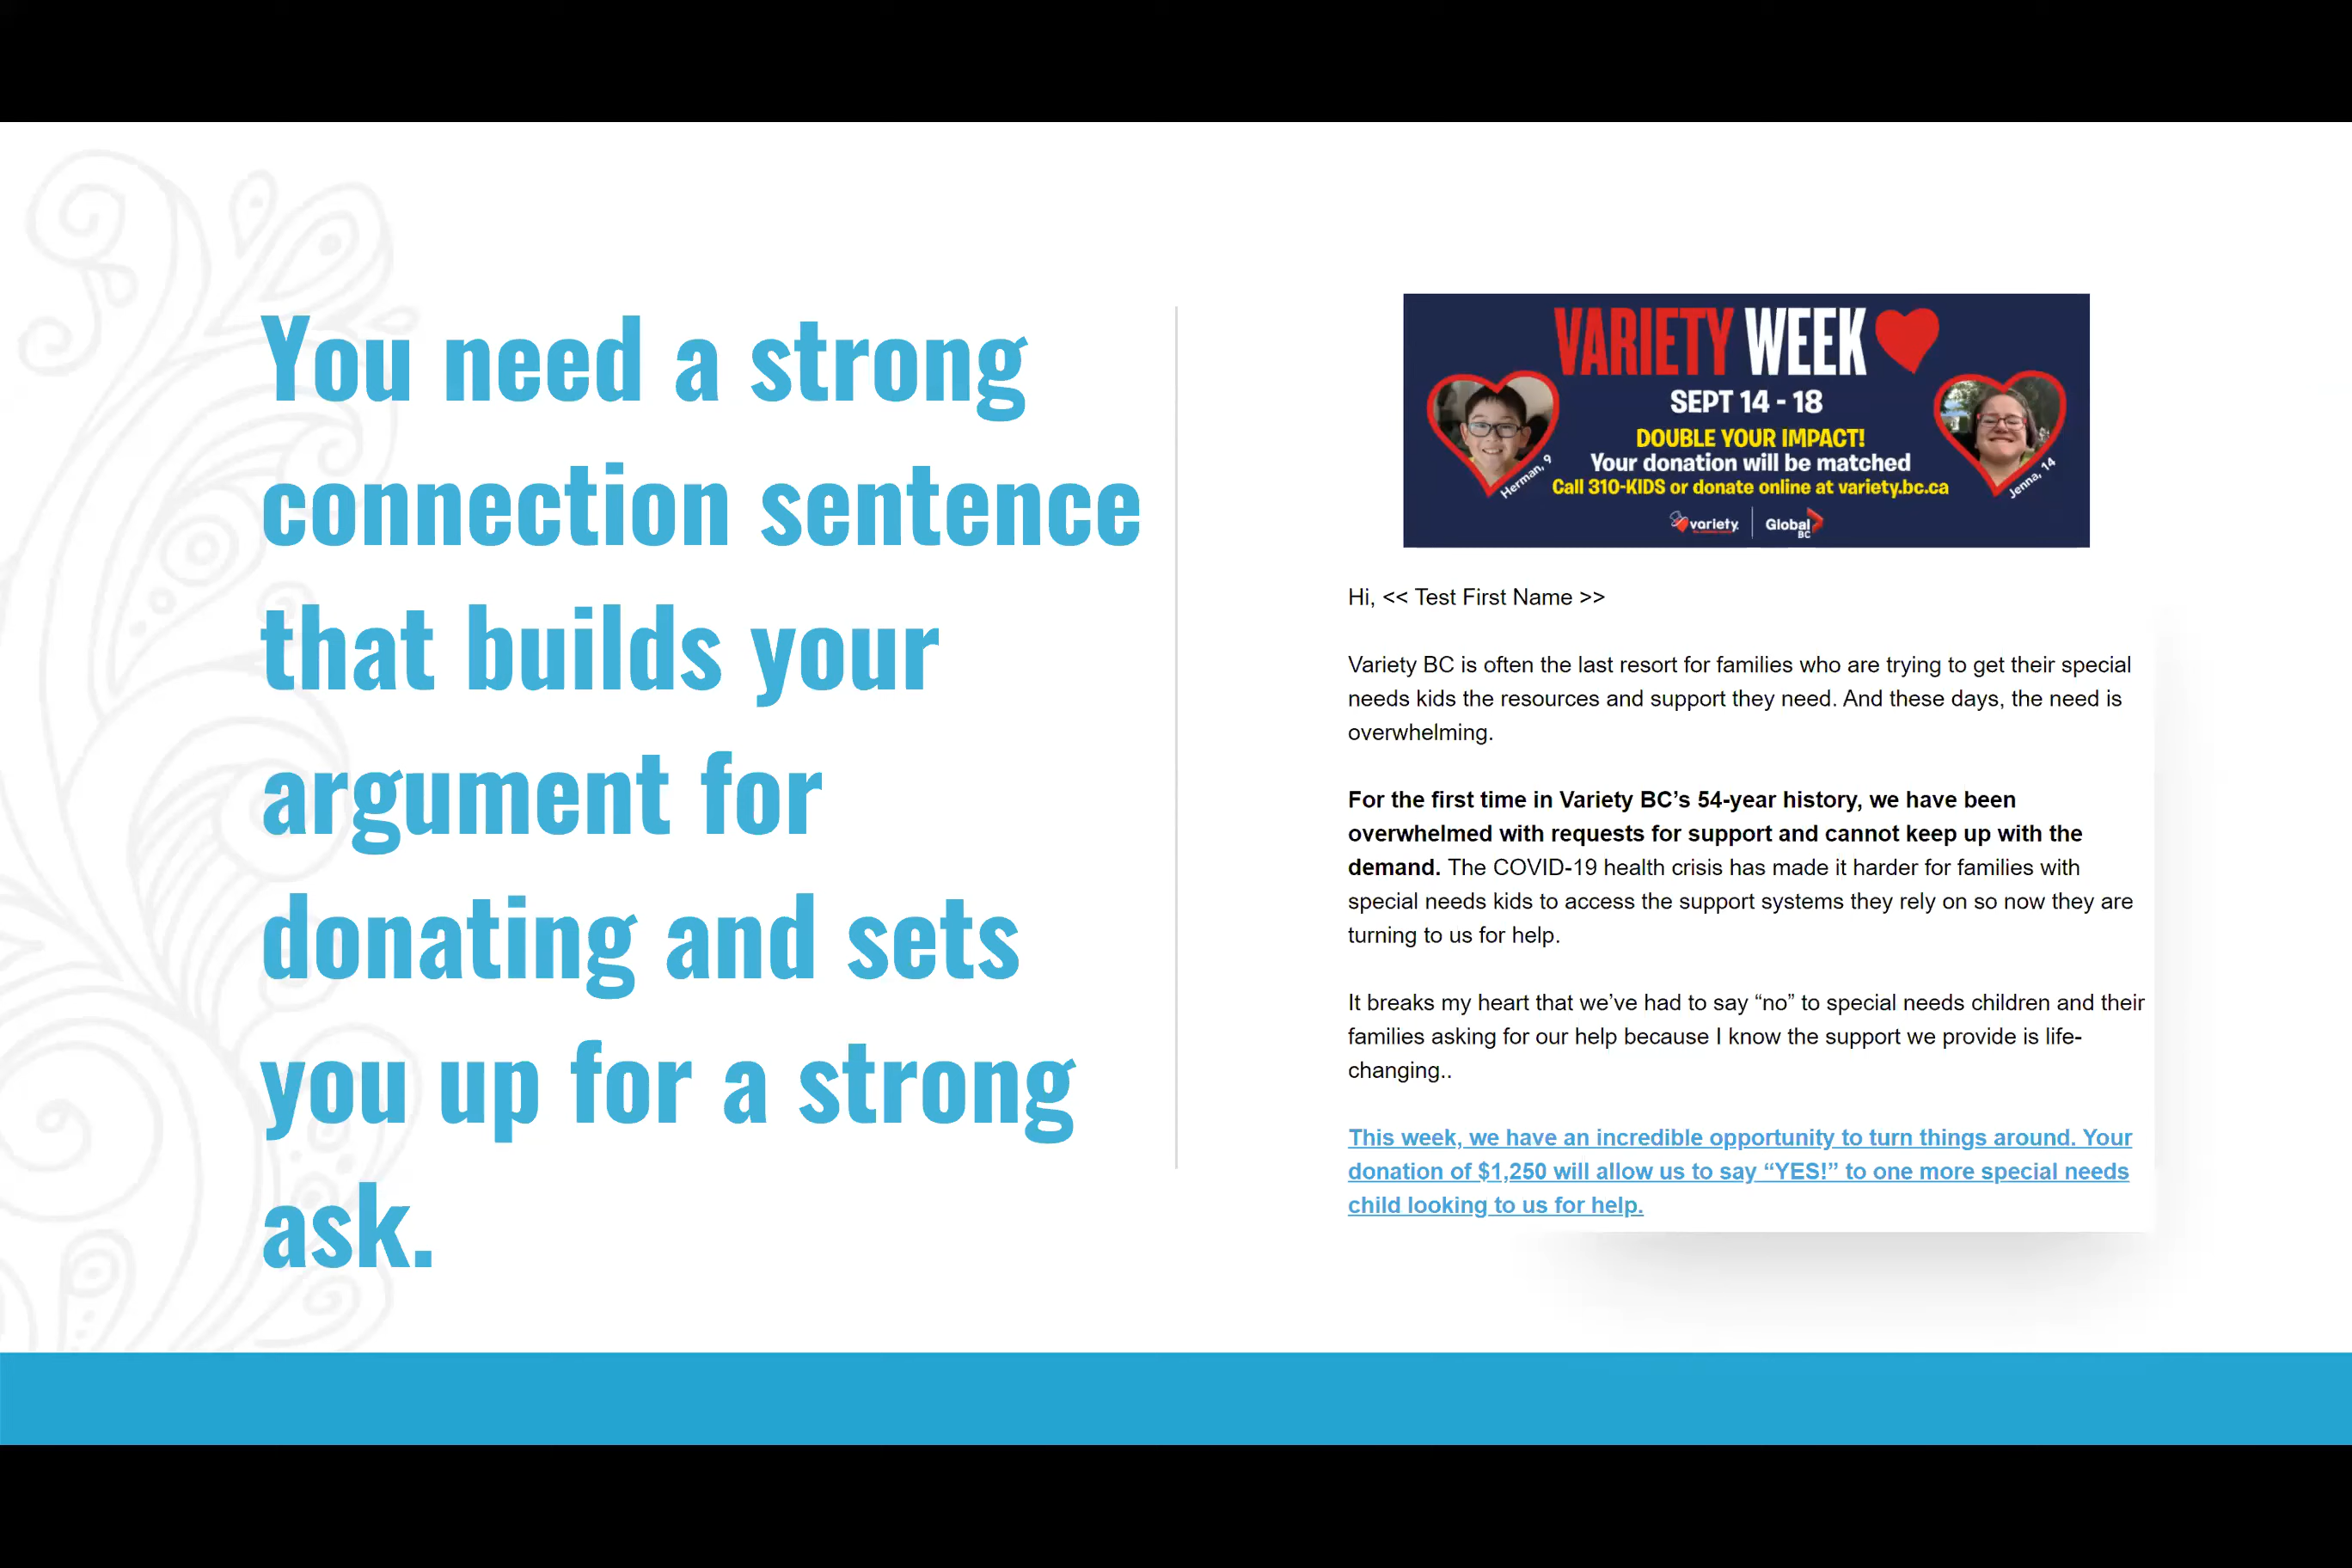 You need a strong
connection sentence
that builds your
argument for
donating and sets
you up for a strong
ask.
VARIETY WEEK
SEPT 14 - 18
DOUBLE YOUR IMPACT!
Your donation will be matched
Call 310-KIDS or donate online at variety.bc.ca
Herman, 9
Jenna, 14
variety
Global
BC
Hi, << Test First Name >>
Variety BC is often the last resort for families who are trying to get their special
needs kids the resources and support they need. And these days, the need is
overwhelming.
For the first time in Variety BC’s 54-year history, we have been
overwhelmed with requests for support and cannot keep up with the
demand. The COVID-19 health crisis has made it harder for families with
special needs kids to access the support systems they rely on so now they are
turning to us for help.
It breaks my heart that we’ve had to say “no” to special needs children and their
families asking for our help because I know the support we provide is life-
changing..
This week, we have an incredible opportunity to turn things around. Your
donation of $1,250 will allow us to say “YES!” to one more special needs
child looking to us for help.